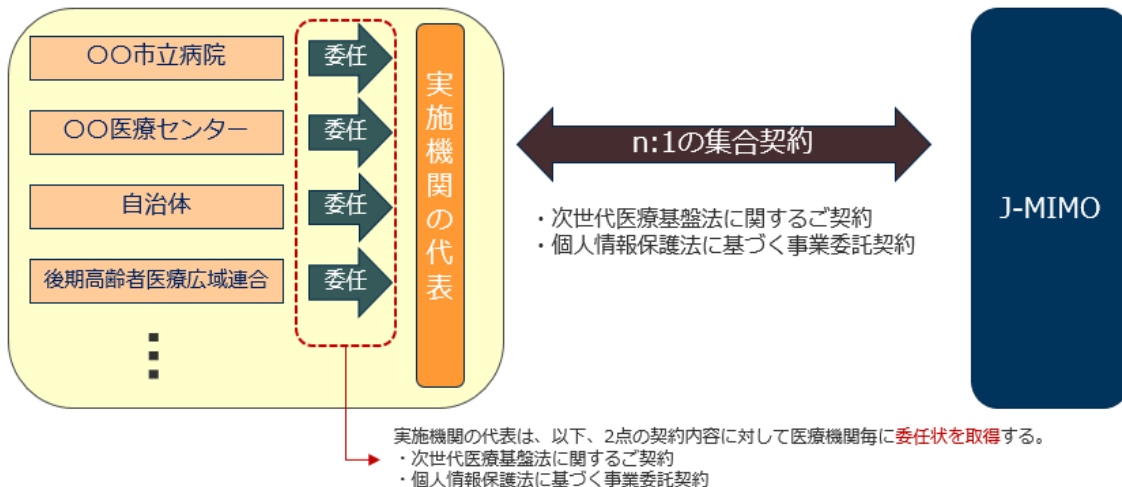 〇〇市立病院
委任
〇〇医療センター
委任
自治体
委任
後期高齢者医療広域連合
委任
実施機関の代表
n:1の集合契約
・次世代医療基盤法に関するご契約
・個人情報保護法に基づく事業委託契約
J-MIMO
実施機関の代表は、以下、2点の契約内容に対して医療機関毎に委任状を取得する。
・次世代医療基盤法に関するご契約
・個人情報保護法に基づく事業委託契約